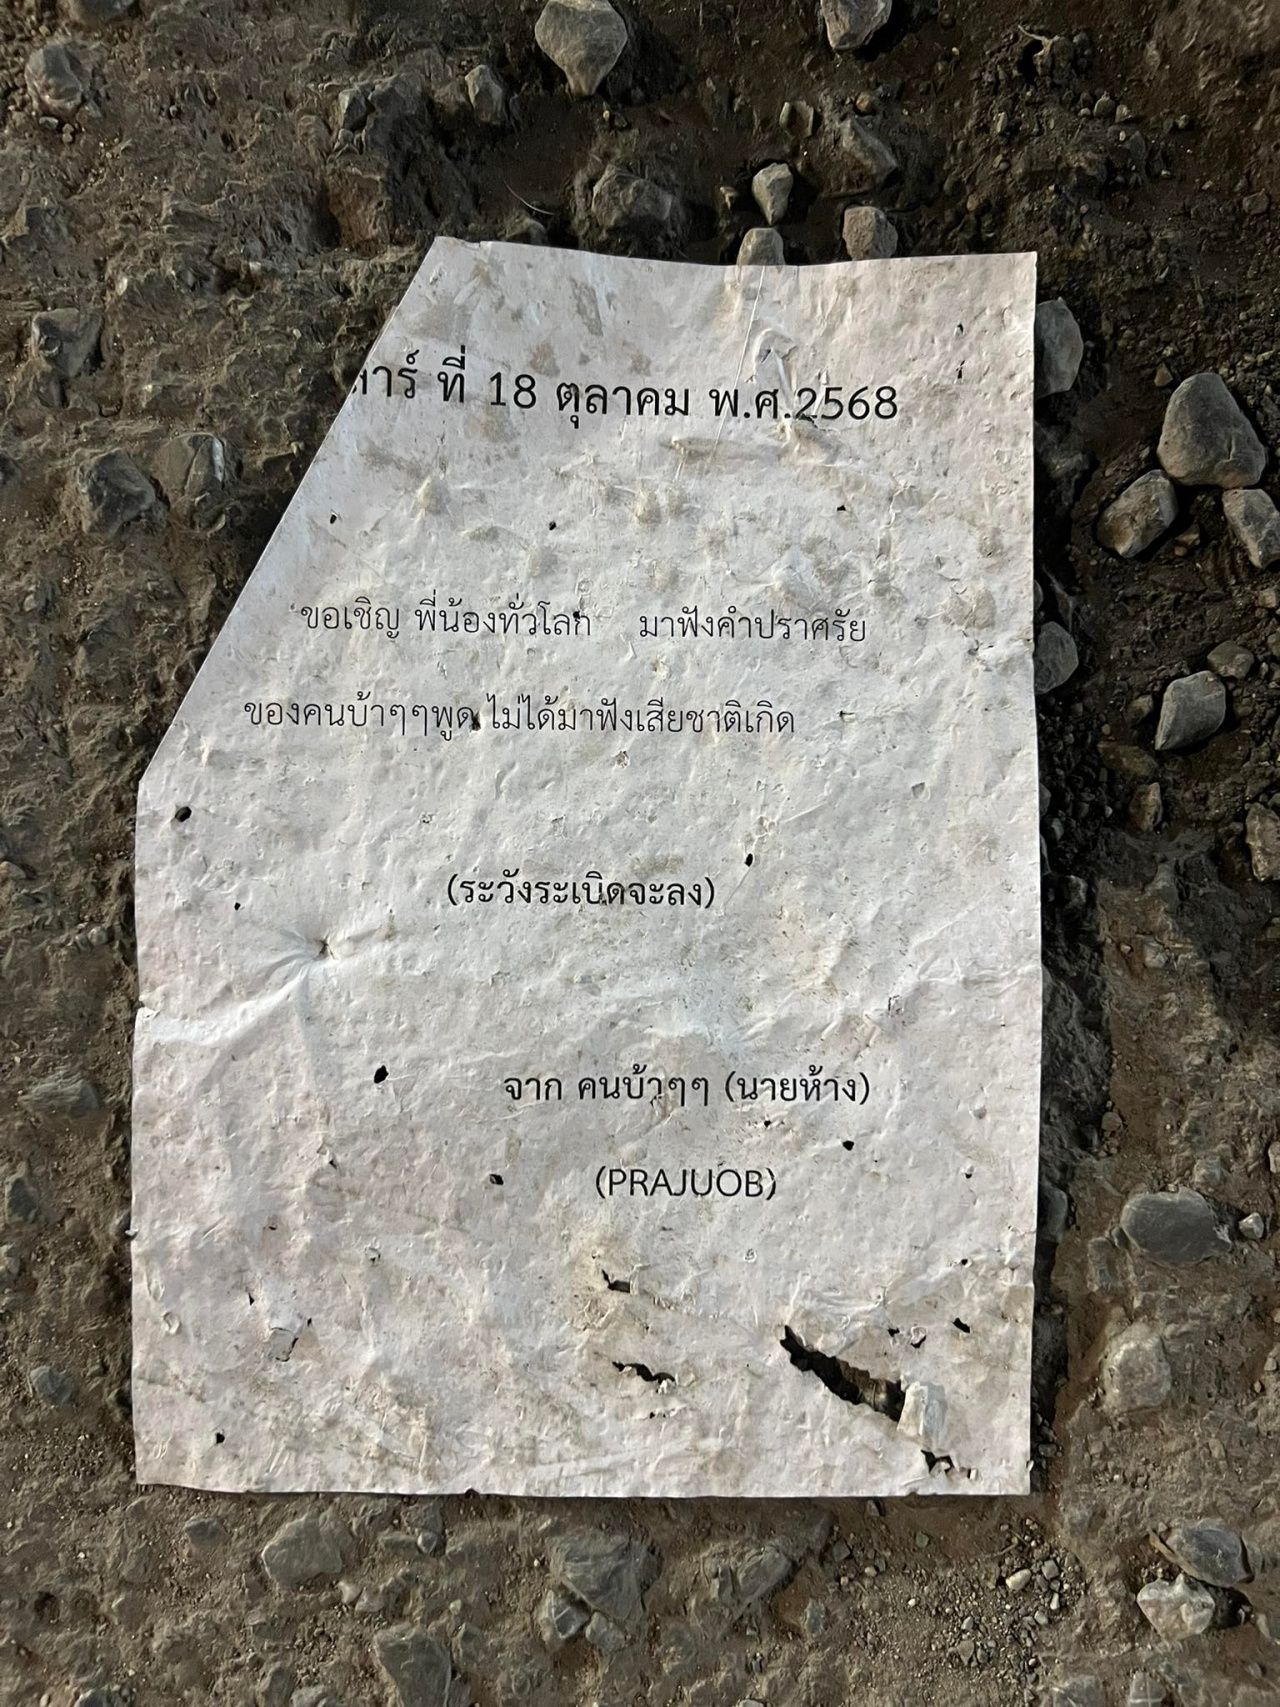 าร์ ที่ 18 ตุลาคม พ.ศ.2568
ขอเชิญ พี่น้องทั่วโลก มาฟังคำปราศรัย
ของคนบ้าๆๆพูด ไม่ได้มาฟังเสียชาติเกิด
(ระวังระเบิดจะลง)
จาก คนบ้าๆๆ (นายห้าง)
(PRAJUOB)